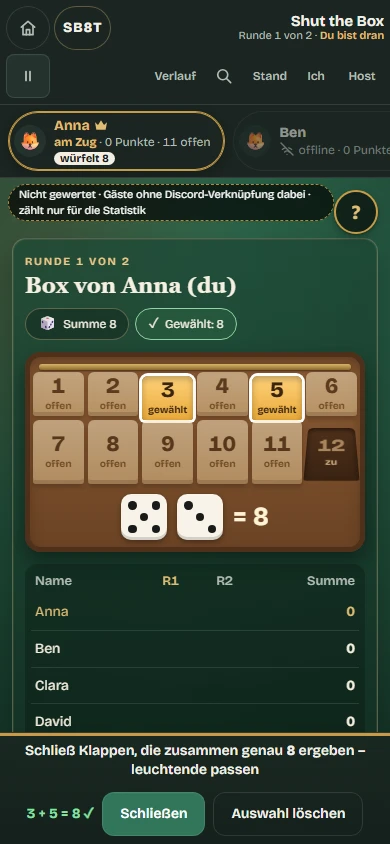 SB8T
Shut the Box
Runde 1 von 2 · Du bist dran
Verlauf
Stand
Ich
Host
Anna
am Zug · 0 Punkte · 11 offen
würfelt 8
Ben
offline · 0 Punkte
Nicht gewertet · Gäste ohne Discord-Verknüpfung dabei ·
zählt nur für die Statistik
?
RUNDE 1 VON 2
Box von Anna (du)
Summe 8
✓ Gewählt: 8
1 2 3 4 5 6
offen offen gewählt offen gewählt offen
7 8 9 10 11 12
offen offen offen offen offen zu
= 8
Name R1 R2 Summe
Anna 0
Ben 0
Clara 0
David 0
Schließ Klappen, die zusammen genau 8 ergeben –
leuchtende passen
3 + 5 = 8 ✓
Schließen
Auswahl löschen